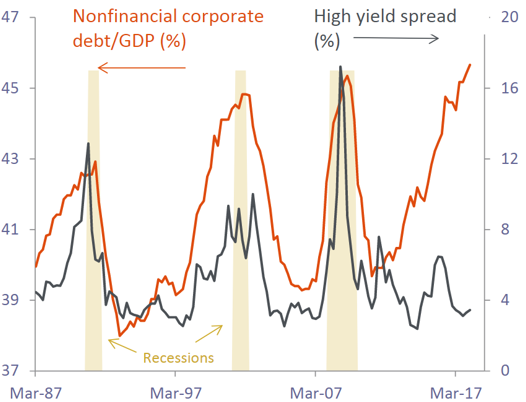 47
Nonfinancial corporate
debt/GDP (%)
High yield spread
(%)
20
45
16
43
12
41
8
39
4
37
0
Recessions
Mar-87
Mar-97
Mar-07
Mar-17